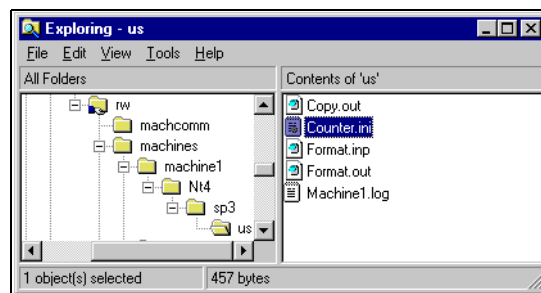 Exploring - us
File Edit View Tools Help
All Folders
Contents of 'us'
rw
machcomm
machines
machine1
Nt4
sp3
us
Copy.out
Counter.ini
Format.inp
Format.out
Machine1.log
1 object(s) selected
457 bytes